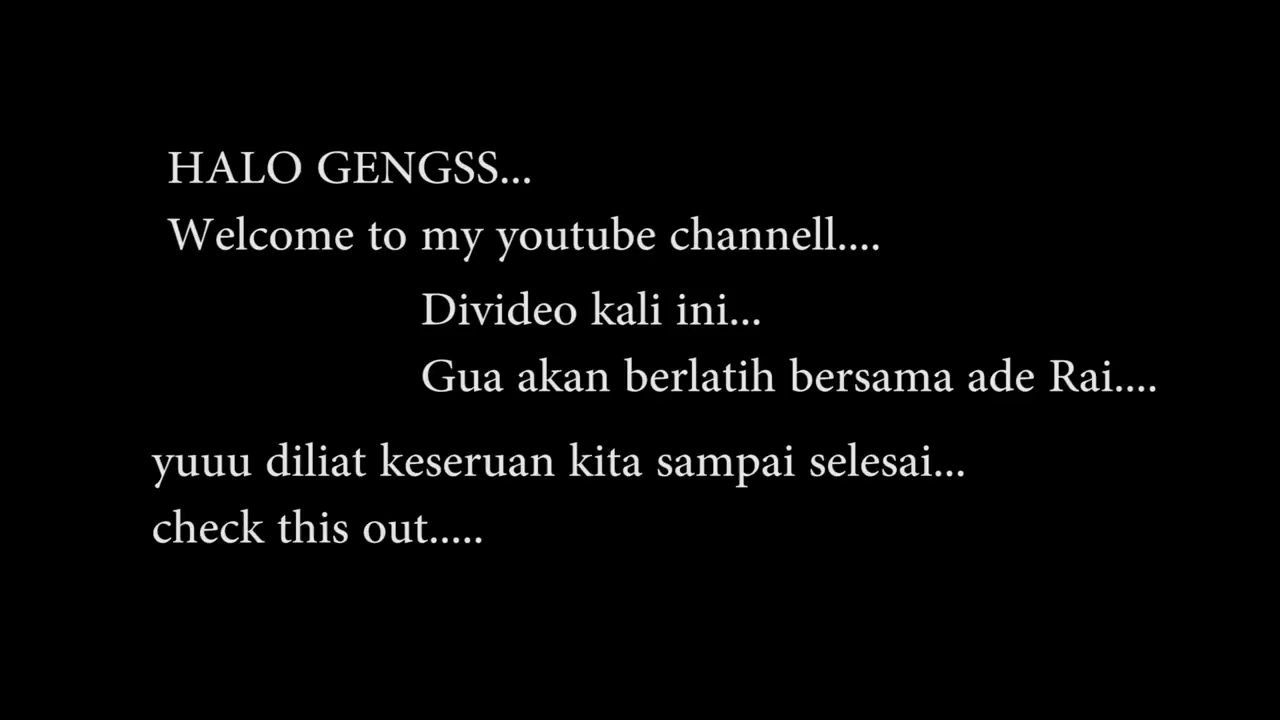 HALO GENGSS...
Welcome to my youtube channell....
Divideo kali ini...
Gua akan berlatih bersama ade Rai....
yuuu diliat keseruan kita sampai selesai...
check this out.....